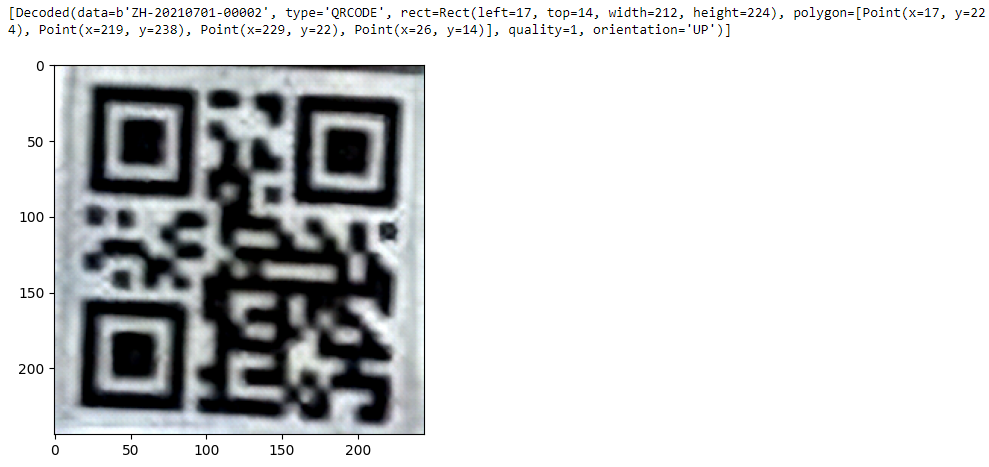 [Decoded(data=b'ZH-20210701-00002', type='QRCODE', rect=Rect(left=17, top=14, width=212, height=224), polygon=[Point(x=17, y=22
4), Point(x=219, y=238), Point(x=229, y=22), Point(x=26, y=14)], quality=1, orientation='UP')]
0
50
100
150
200
0 50 100 150 200